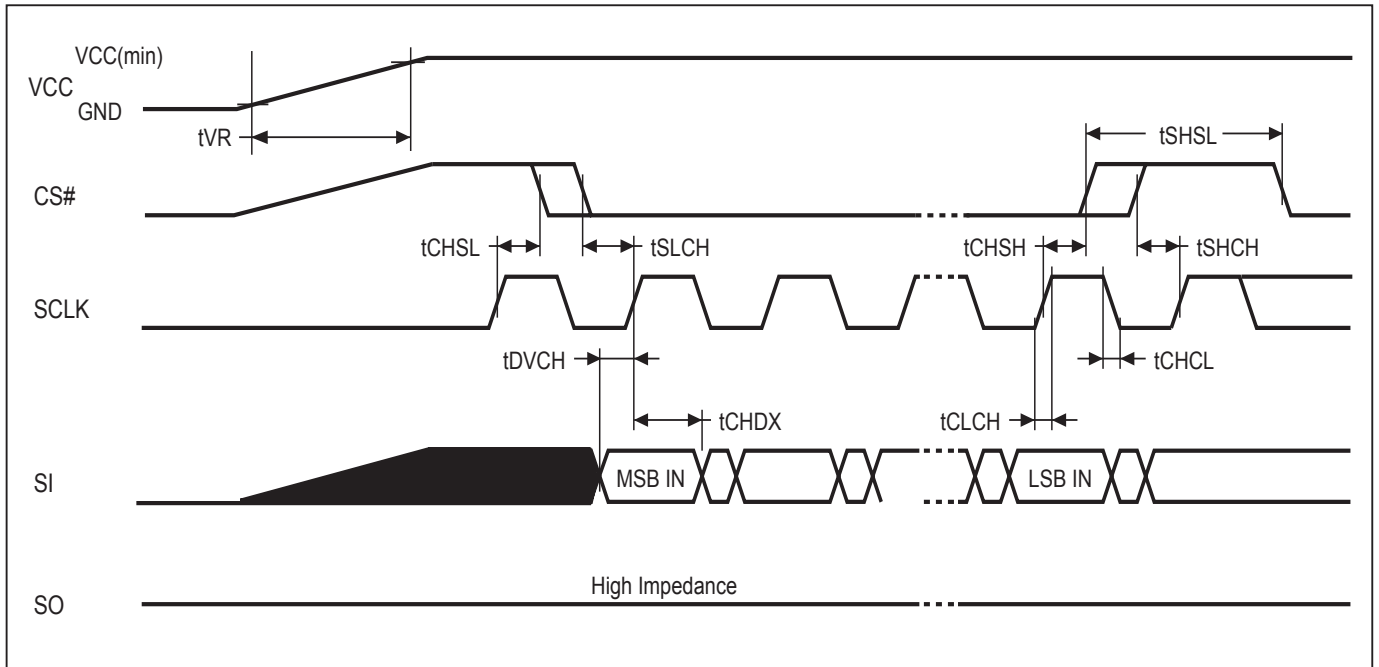 VCC(min)
VCC
GND
tVR
tSHSL
CS#
tCHSL
tSLCH
tCHSH
tSHCH
SCLK
tDVCH
tCHCL
tCHDX
tCLCH
SI
MSB IN
LSB IN
High Impedance
SO